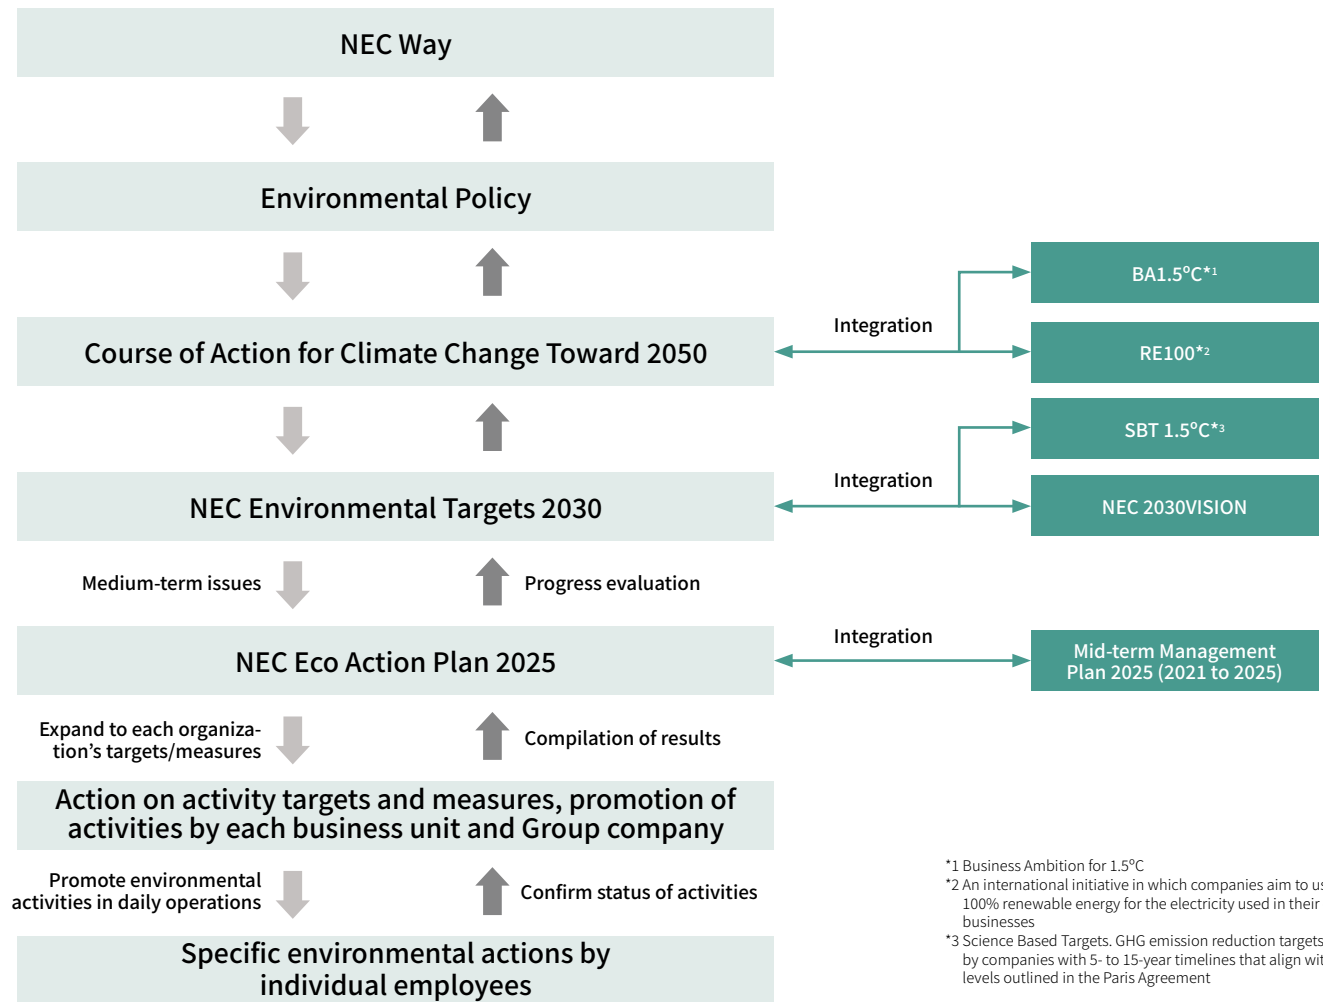 NEC Way
Environmental Policy
Course of Action for Climate Change Toward 2050
Integration
BA1.5°C*1
RE100*2
NEC Environmental Targets 2030
Integration
SBT 1.5°C*3
NEC 2030VISION
Medium-term issues
Progress evaluation
NEC Eco Action Plan 2025
Integration
Mid-term Management
Plan 2025 (2021 to 2025)
Expand to each organiza-
tion’s targets/measures
Compilation of results
Action on activity targets and measures, promotion of
activities by each business unit and Group company
Promote environmental
activities in daily operations
Confirm status of activities
Specific environmental actions by
individual employees
*1 Business Ambition for 1.5°C
*2 An international initiative in which companies aim to
100% renewable energy for the electricity used in their
businesses
*3 Science Based Targets. GHG emission reduction targets
by companies with 5- to 15-year timelines that align
levels outlined in the Paris Agreement